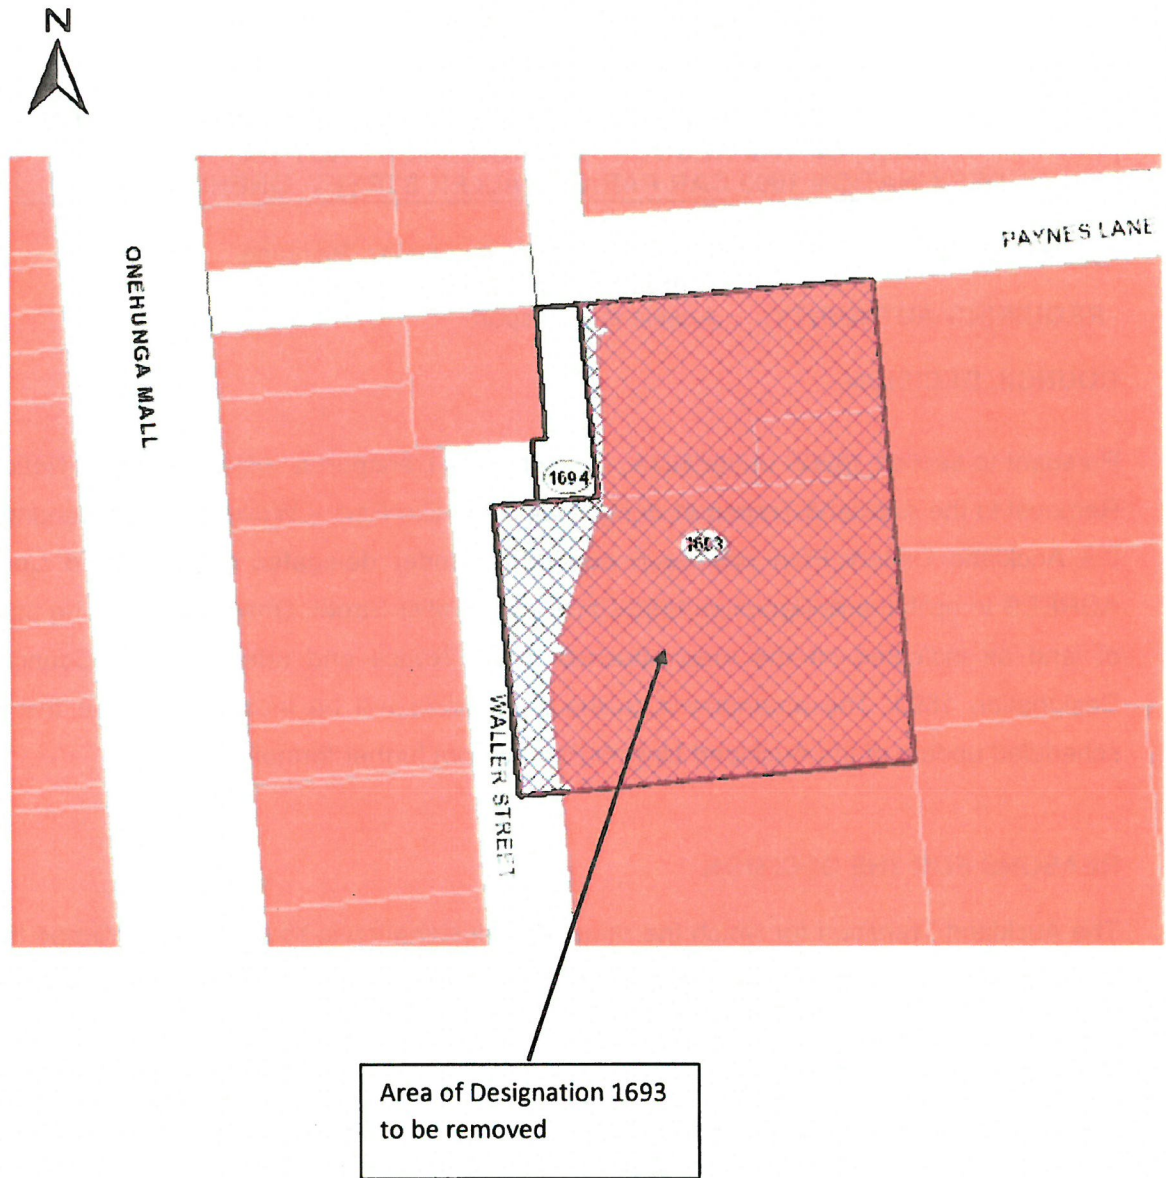 N
PAYNES LANE
ONEHUNGA MALL
1694
1693
WALLER STREET
Area of Designation 1693
to be removed